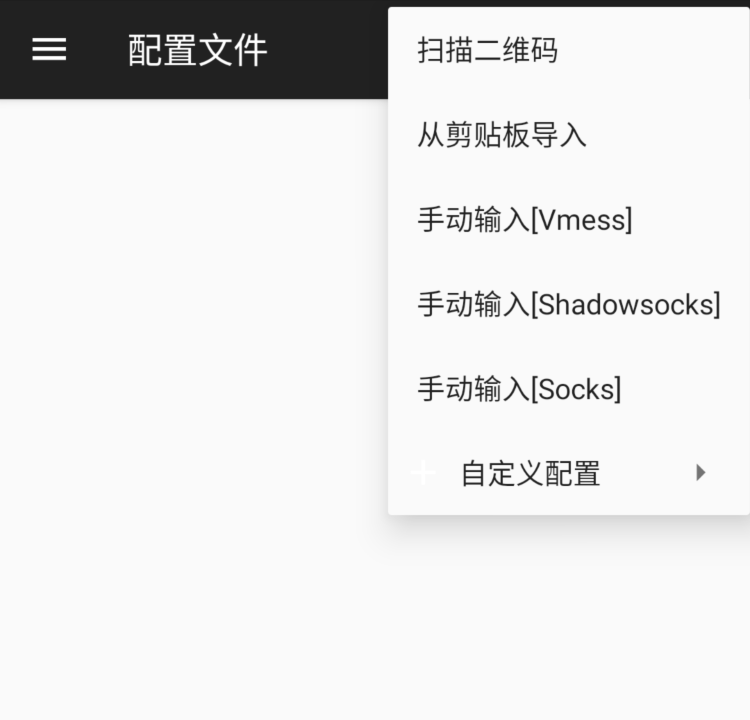 配置文件
扫描二维码
从剪贴板导入
手动输入[Vmess]
手动输入[Shadowsocks]
手动输入[Socks]
自定义配置